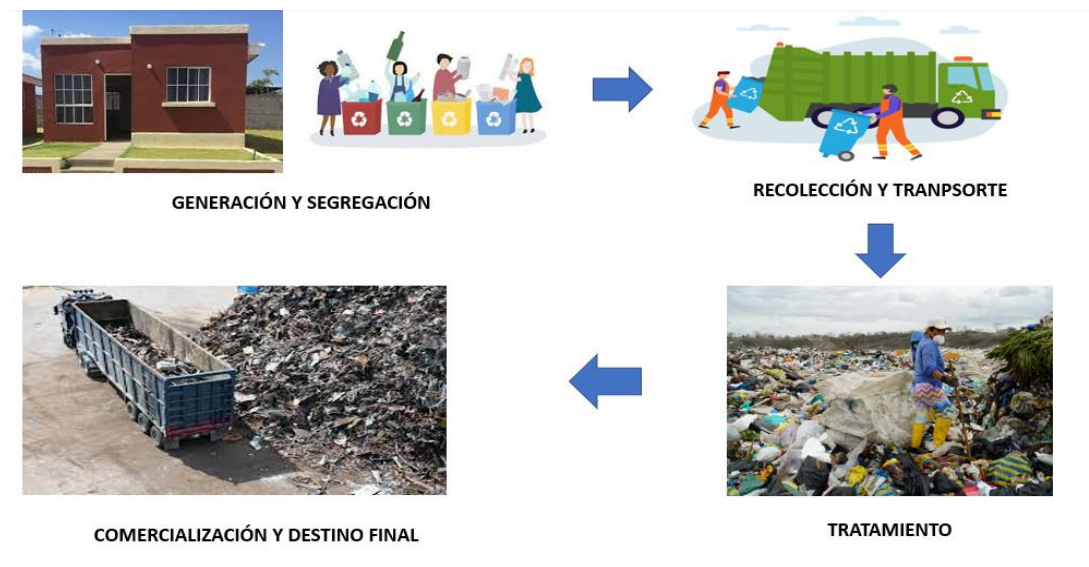 GENERACIÓN Y SEGREGACIÓN
RECOLECCIÓN Y TRANPSORTE
TRATAMIENTO
COMERCIALIZACIÓN Y DESTINO FINAL